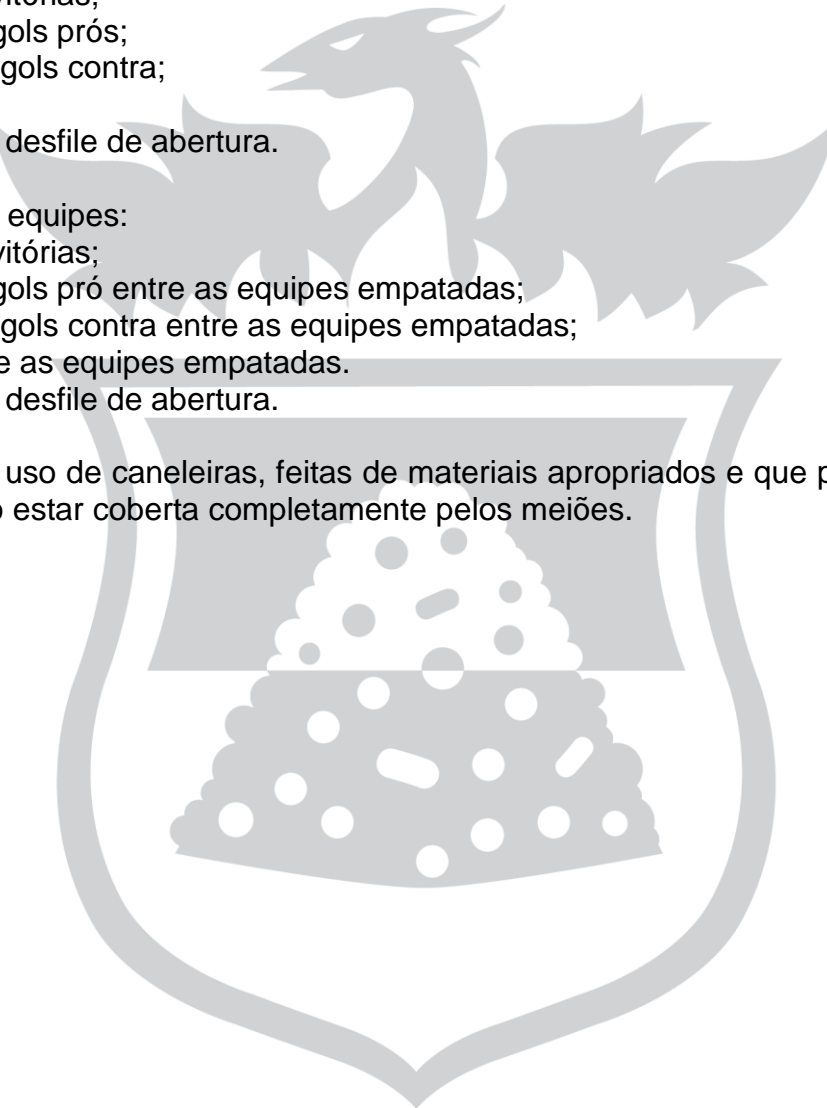 gols prós;
gols contra;
desfile de abertura.
equipes:
vitórias;
gols pró entre as equipes empatadas;
gols contra entre as equipes empatadas;
as equipes empatadas.
desfile de abertura.
uso de caneleiras, feitas de materiais apropriados e que
estar coberta completamente pelos meiões.